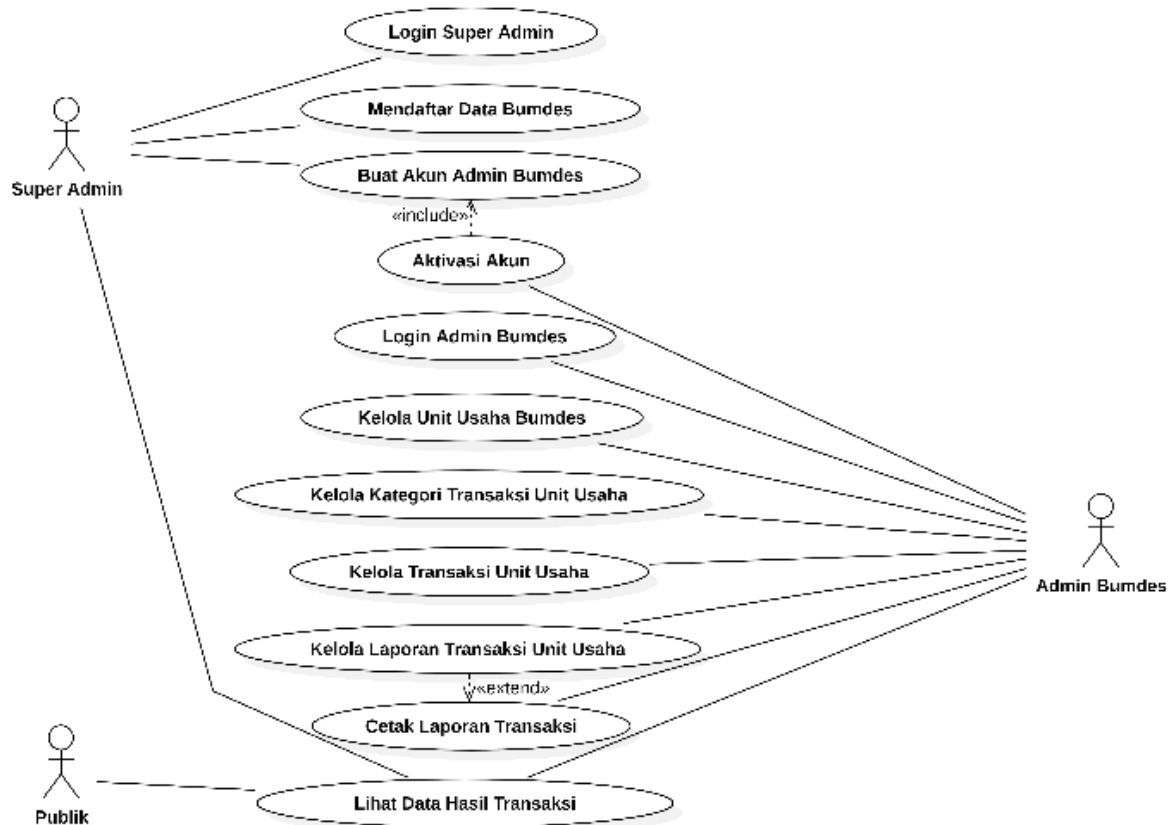 Login Super Admin
Mendaftar Data Bumdes
Buat Akun Admin Bumdes
Super Admin
«include»
Aktivasi Akun
Login Admin Bumdes
Kelola Unit Usaha Bumdes
Kelola Kategori Transaksi Unit Usaha
Kelola Transaksi Unit Usaha
Admin Bumdes
Kelola Laporan Transaksi Unit Usaha
«extend»
Cetak Laporan Transaksi
Lihat Data Hasil Transaksi
Publik